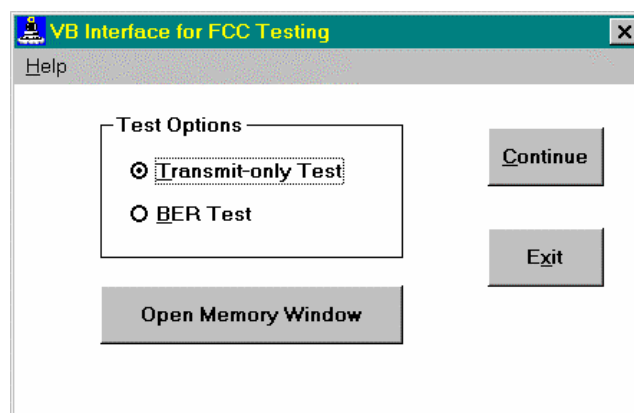 VB Interface for FCC Testing
Help
Test Options
Transmit-only Test
BER Test
Continue
Exit
Open Memory Window